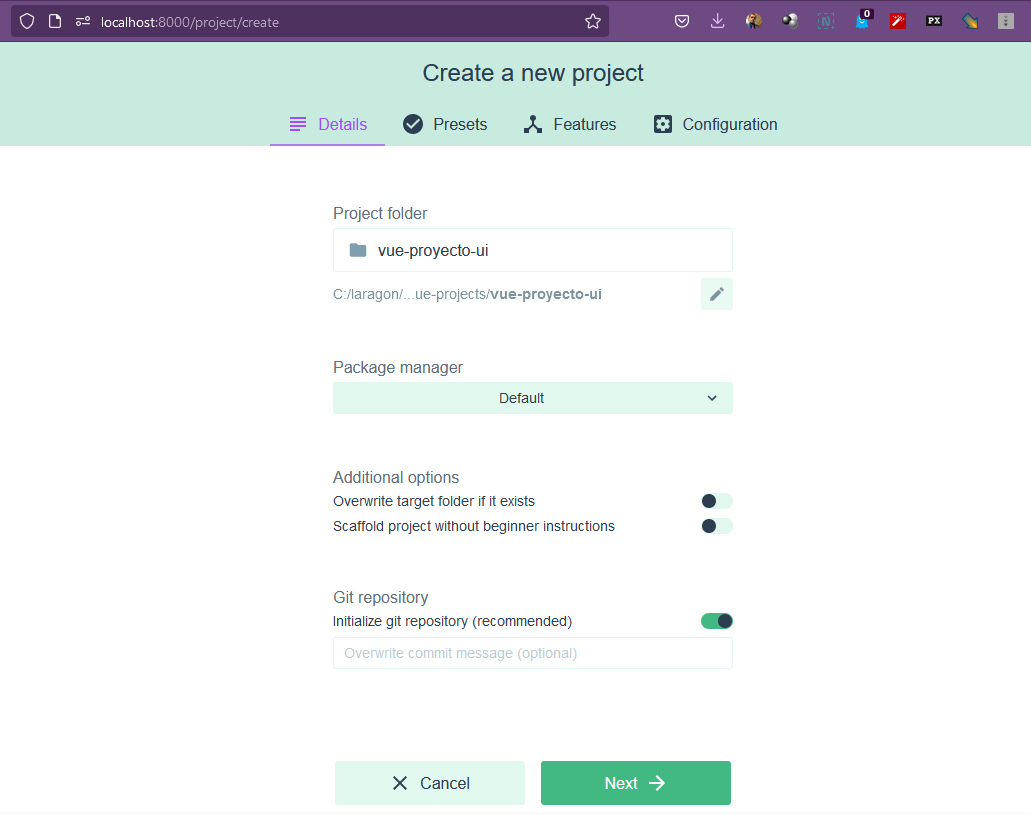 localhost:8000/project/create
0
PX
Create a new project
Details Presets Features Configuration
Project folder
vue-proyecto-ui
C:/laragon/...ue-projects/vue-proyecto-ui
Package manager
Default
Additional options
Overwrite target folder if it exists
Scaffold project without beginner instructions
Git repository
Initialize git repository (recommended)
Overwrite commit message (optional)
Cancel Next